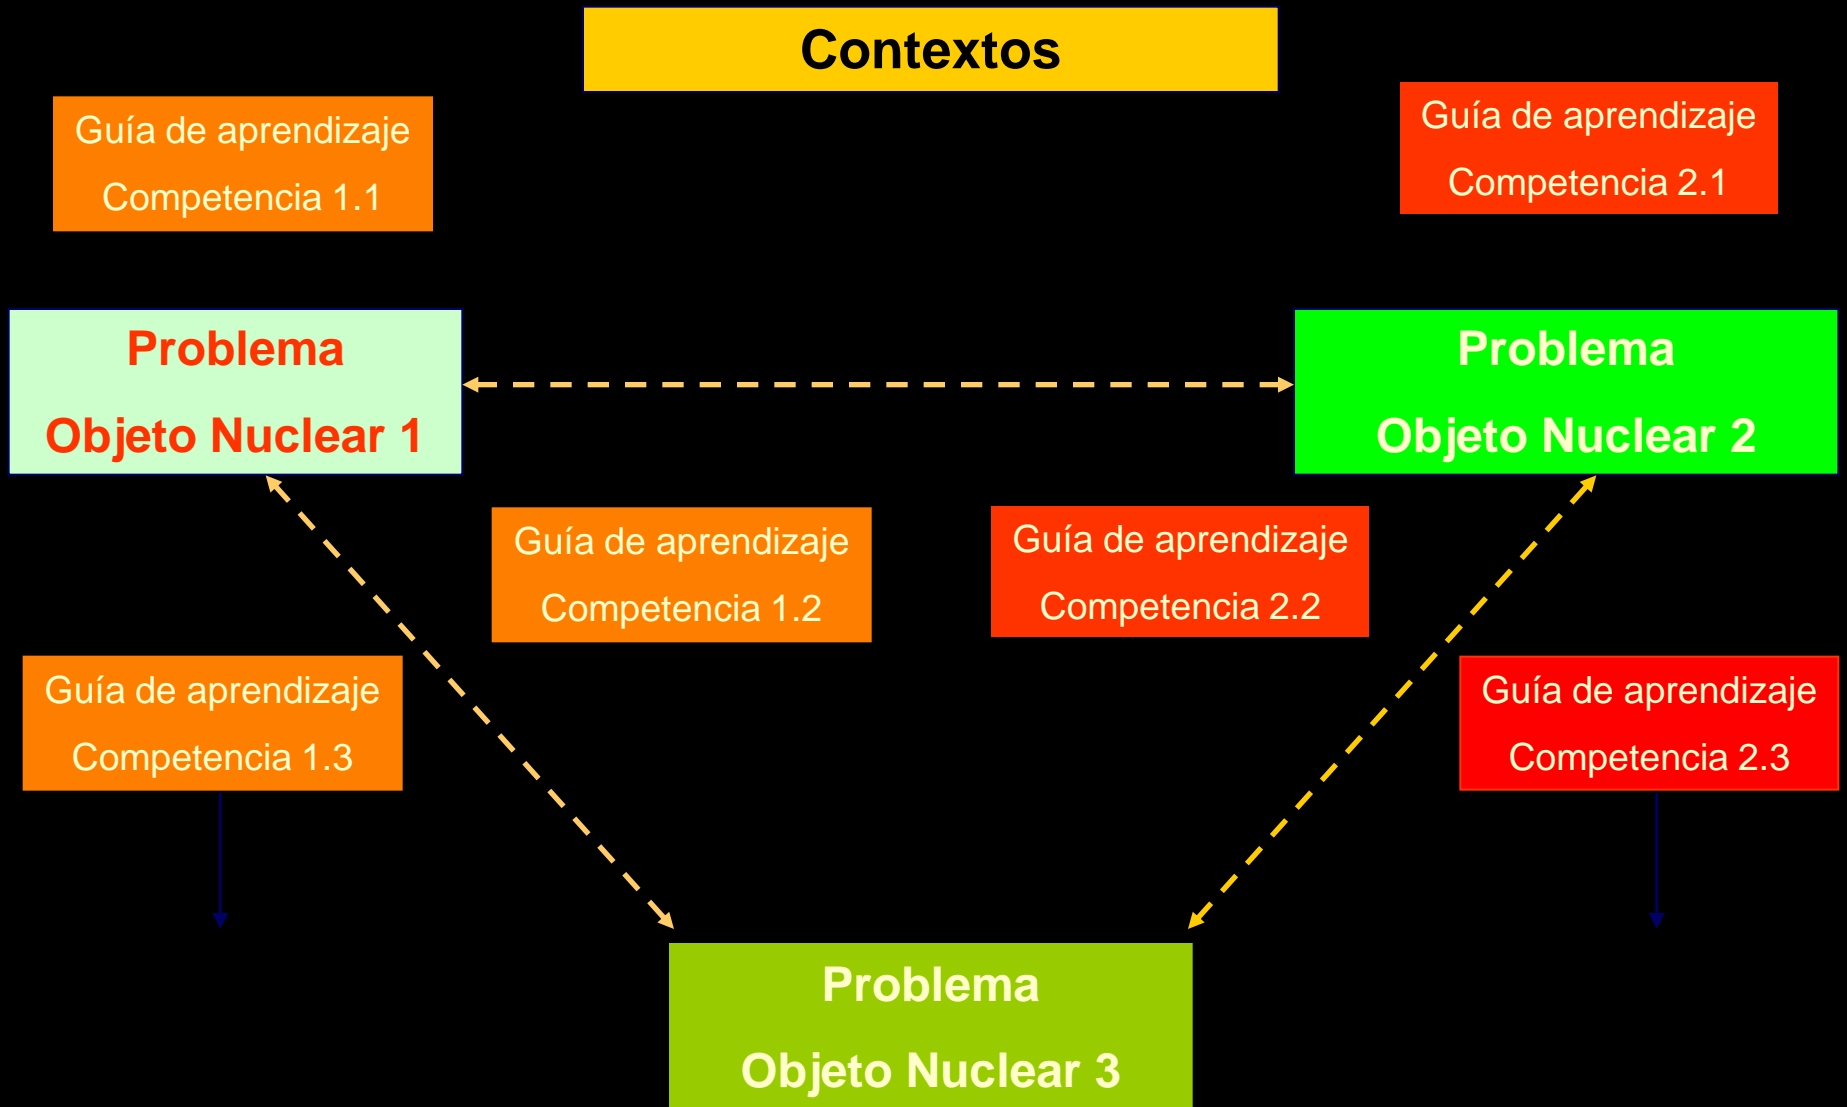 Contextos
Guía de aprendizaje
Competencia 1.1
Guía de aprendizaje
Competencia 2.1
Problema
Objeto Nuclear 1
Problema
Objeto Nuclear 2
Guía de aprendizaje
Competencia 1.2
Guía de aprendizaje
Competencia 2.2
Guía de aprendizaje
Competencia 1.3
Guía de aprendizaje
Competencia 2.3
Problema
Objeto Nuclear 3